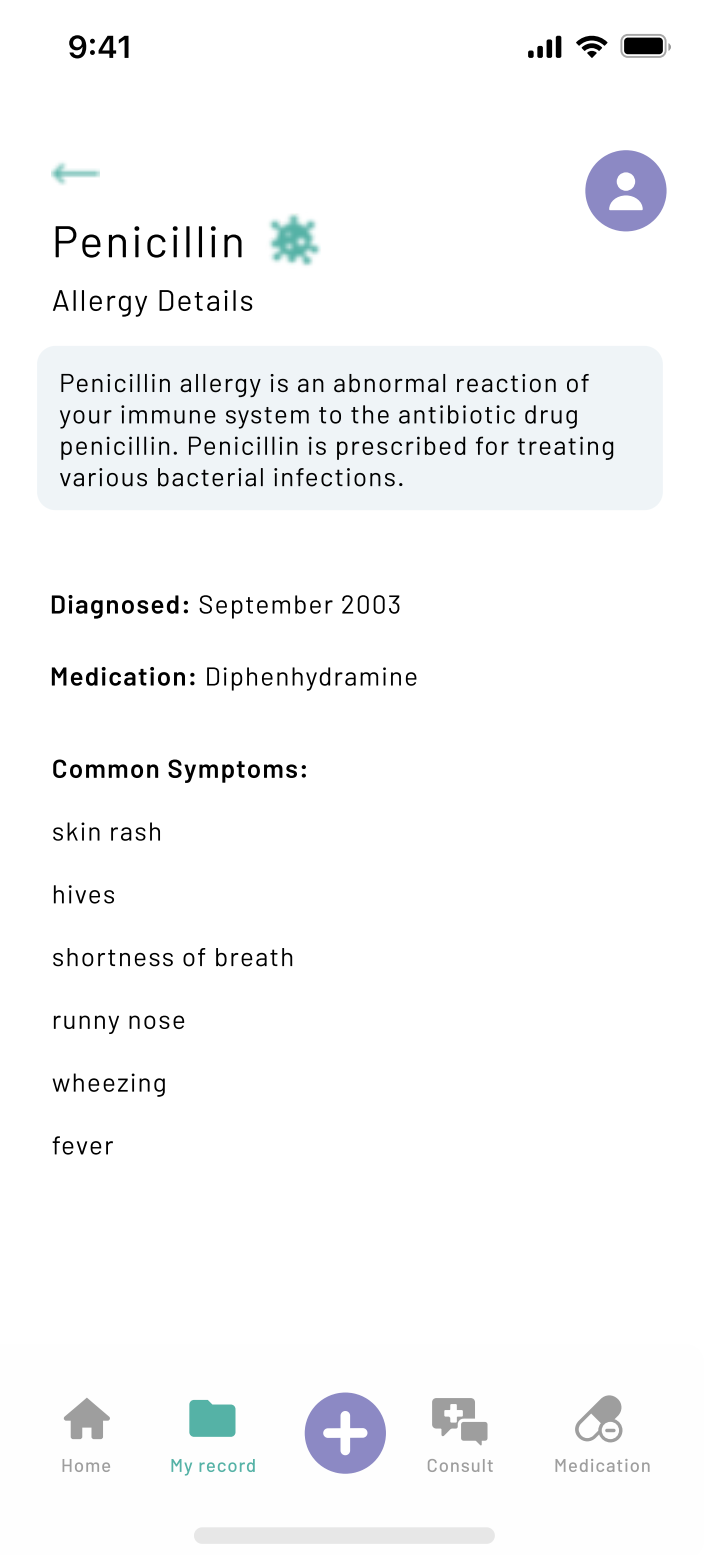 9:41
Penicillin
Allergy Details
Penicillin allergy is an abnormal reaction of
your immune system to the antibiotic drug
penicillin. Penicillin is prescribed for treating
various bacterial infections.
Diagnosed: September 2003
Medication: Diphenhydramine
Common Symptoms:
skin rash
hives
shortness of breath
runny nose
wheezing
fever
Home
My record
Consult
Medication